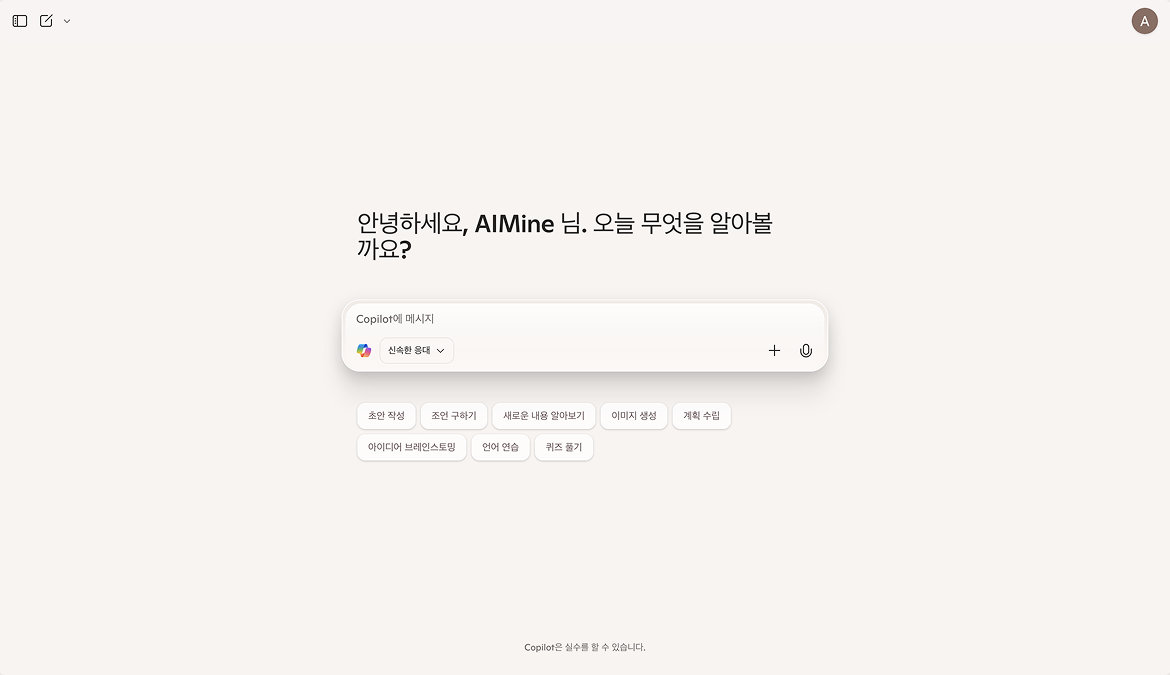 A
안녕하세요, AIMine 님. 오늘 무엇을 알아볼
까요?
Copilot에 메시지
신속한 응대
초안 작성
조언 구하기
새로운 내용 알아보기
이미지 생성
계획 수립
아이디어 브레인스토밍
언어 연습
퀴즈 풀기
Copilot은 실수를 할 수 있습니다.